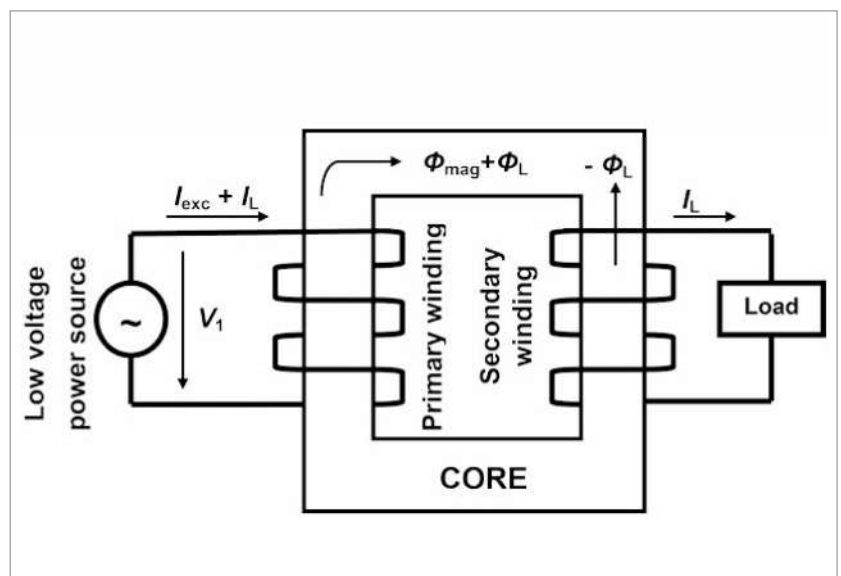 Φmag+ΦL
- ΦL
Iexc + IL
IL
Low voltage
power source
~
V1
Primary winding
Secondary
winding
Load
CORE